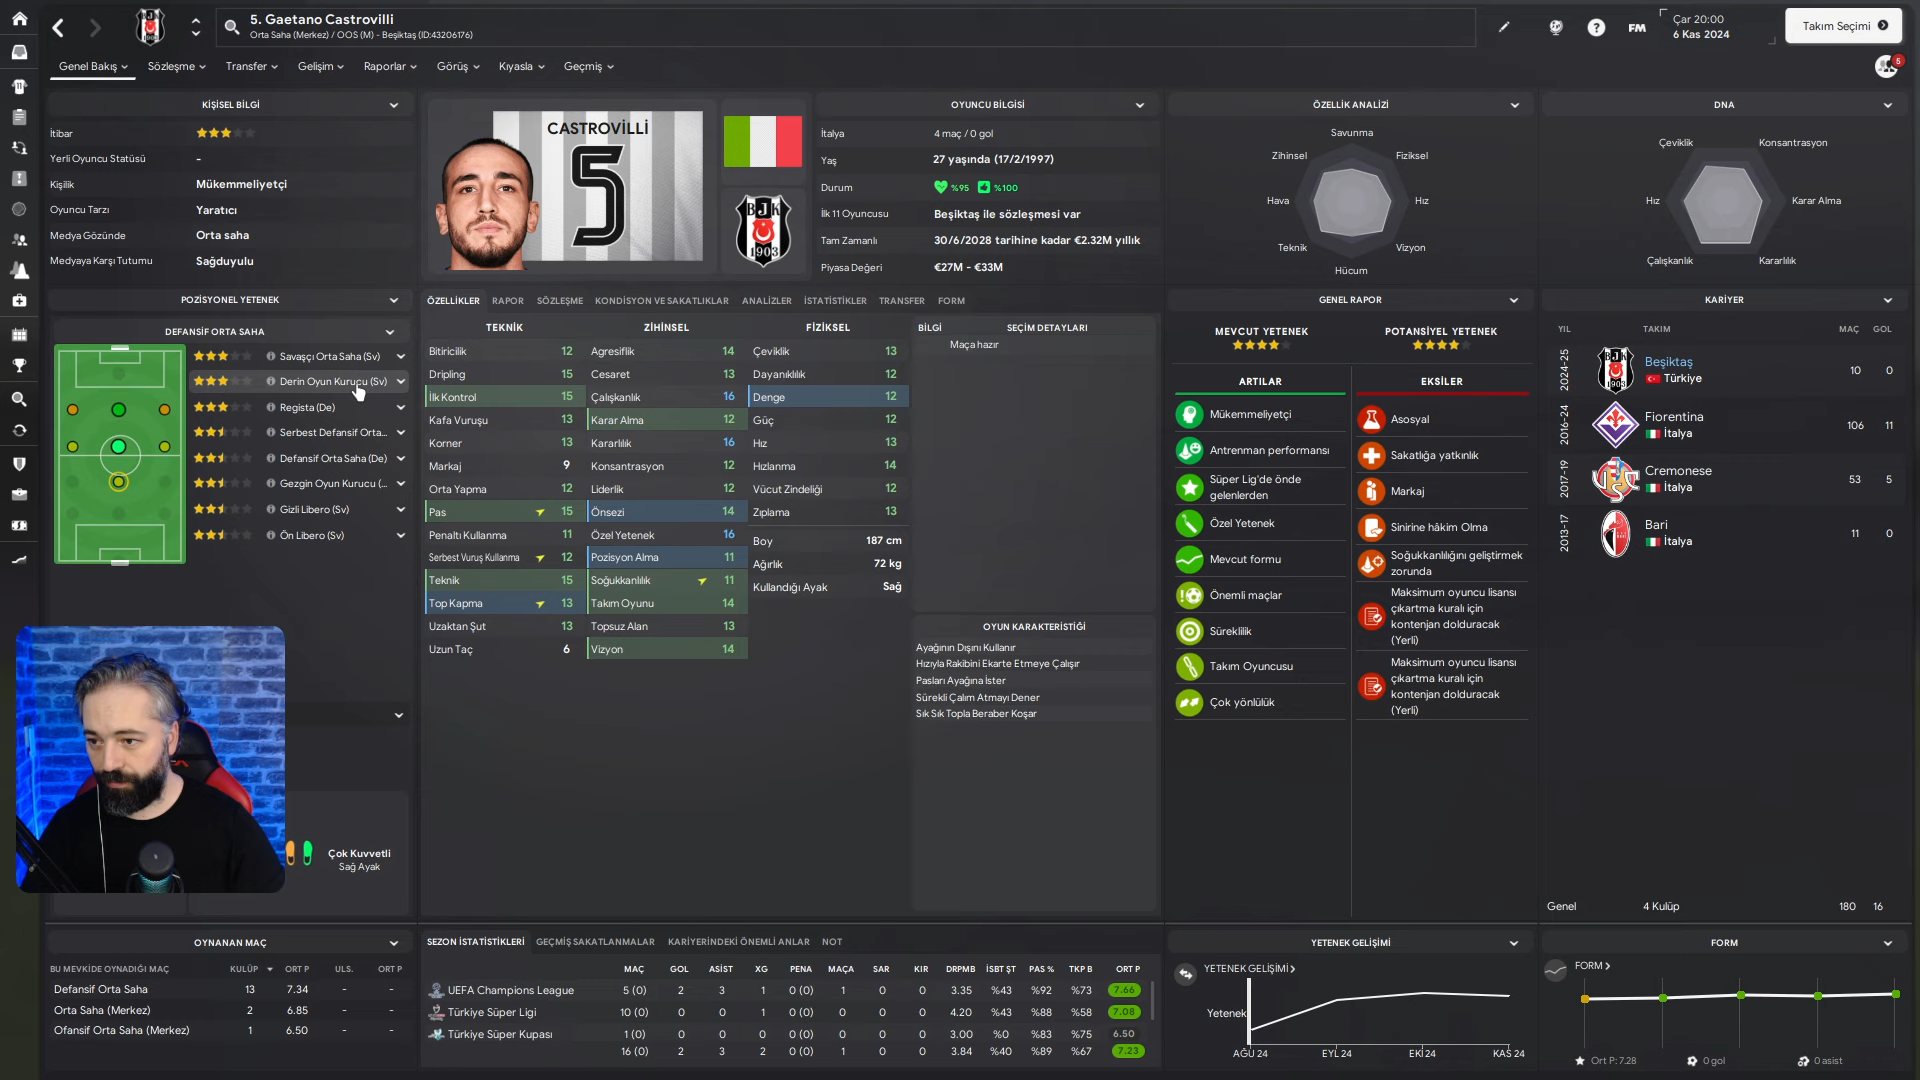 5. Gaetano Castrovilli
Orta Saha (Merkez) / OOS (M) - Beşiktaş (ID:43206176)
FM
Çar 20:00
6 Kas 2024
Takım Seçimi
Genel Bakış
Sözleşme
Transfer
Gelişim
Raporlar
Görüş
Kıyasla
Geçmiş
5
KİŞİSEL BİLGİ
İtibar
Yerli Oyuncu Statüsü -
Kişilik Mükemmeliyetçi
Oyuncu Tarzı Yaratıcı
Medya Gözünde Orta saha
Medyaya Karşı Tutumu Sağduyulu
CASTROVİLLİ
5
BJK
1903
OYUNCU BİLGİSİ
İtalya 4 maç / 0 gol
Yaş 27 yaşında (17/2/1997)
Durum %95 %100
İlk 11 Oyuncusu Beşiktaş ile sözleşmesi var
Tam Zamanlı 30/6/2028 tarihine kadar €2.32M yıllık
Piyasa Değeri €27M - €33M
ÖZELLİK ANALİZİ
Savunma
Zihinsel Fiziksel
Hava Hız
Teknik Vizyon
Hücum
DNA
Çeviklik Konsantrasyon
Hız Karar Alma
Çalışkanlık Kararlılık
POZİSYONEL YETENEK
DEFANSİF ORTA SAHA
Savaşçı Orta Saha (Sv)
Derin Oyun Kurucu (Sv)
Regista (De)
Serbest Defansif Orta...
Defansif Orta Saha (De)
Gezgin Oyun Kurucu (...
Gizli Libero (Sv)
Ön Libero (Sv)
Çok Kuvvetli
Sağ Ayak
ÖZELLİKLER RAPOR SÖZLEŞME KONDİSYON VE SAKATLIKLAR ANALİZLER İSTATİSTİKLER TRANSFER FORM
TEKNİK
Bitiricilik 12
Dripling 15
İlk Kontrol 15
Kafa Vuruşu 13
Korner 13
Markaj 9
Orta Yapma 12
Pas 15
Penaltı Kullanma 11
Serbest Vuruş Kullanma 12
Teknik 15
Top Kapma 13
Uzaktan Şut 13
Uzun Taç 6
ZİHİNSEL
Agresiflik 14
Cesaret 13
Çalışkanlık 16
Karar Alma 12
Kararlılık 16
Konsantrasyon 12
Liderlik 12
Önsezi 14
Özel Yetenek 16
Pozisyon Alma 11
Soğukkanlılık 11
Takım Oyunu 14
Topsuz Alan 13
Vizyon 14
FİZİKSEL
Çeviklik 13
Dayanıklılık 12
Denge 12
Güç 12
Hız 13
Hızlanma 14
Vücut Zindeliği 12
Zıplama 13
Boy 187 cm
Ağırlık 72 kg
Kullandığı Ayak Sağ
BİLGİ SEÇİM DETAYLARI
Maça hazır
OYUN KARAKTERİSTİĞİ
Ayağının Dışını Kullanır
Hızıyla Rakibini Ekarte Etmeye Çalışır
Pasları Ayağına İster
Sürekli Çalım Atmayı Dener
Sık Sık Topla Beraber Koşar
GENEL RAPOR
MEVCUT YETENEK
POTANSİYEL YETENEK
ARTILAR
Mükemmeliyetçi
Antrenman performansı
Süper Lig'de önde
gelenlerden
Özel Yetenek
Mevcut formu
Önemli maçlar
Süreklilik
Takım Oyuncusu
Çok yönlülük
EKSİLER
Asosyal
Sakatlığa yatkınlık
Markaj
Sinirine hâkim Olma
Soğukkanlılığını geliştirmek
zorunda
Maksimum oyuncu lisansı
çıkartma kuralı için
kontenjan dolduracak
(Yerli)
Maksimum oyuncu lisansı
çıkartma kuralı için
kontenjan dolduracak
(Yerli)
KARİYER
YIL TAKIM MAÇ GOL
2024-25 Beşiktaş Türkiye 10 0
2016-24 Fiorentina İtalya 106 11
2017-19 Cremonese İtalya 53 5
2013-17 Bari İtalya 11 0
Genel 4 Kulüp 180 16
OYNANAN MAÇ
BU MEVKİDE OYNADIĞI MAÇ KULÜP ORT P ULS. ORT P
Defansif Orta Saha 13 7.34 - -
Orta Saha (Merkez) 2 6.85 - -
Ofansif Orta Saha (Merkez) 1 6.50 - -
SEZON İSTATİSTİKLERİ GEÇMİŞ SAKATLANMALAR KARİYERİNDEKİ ÖNEMLİ ANLAR NOT
MAÇ GOL ASİST XG PENA MAÇA SAR KIR DRPMB İSBT ŞT PAS % TKP B ORT P
UEFA Champions League 5 (0) 2 3 1 0 (0) 1 0 0 3.35 %43 %92 %73 7.66
Türkiye Süper Ligi 10 (0) 0 0 1 0 (0) 0 0 0 4.20 %43 %88 %58 7.08
Türkiye Süper Kupası 1 (0) 0 0 0 0 (0) 0 0 0 3.00 %0 %83 %75 6.50
16 (0) 2 3 2 0 (0) 1 0 0 3.84 %40 %89 %67 7.23
YETENEK GELİŞİMİ
YETENEK GELİŞİMİ
Yetenek
AĞU 24 EYL 24 EKİ 24 KAS 24
FORM
FORM
Ort P: 7.28 0 gol 0 asist